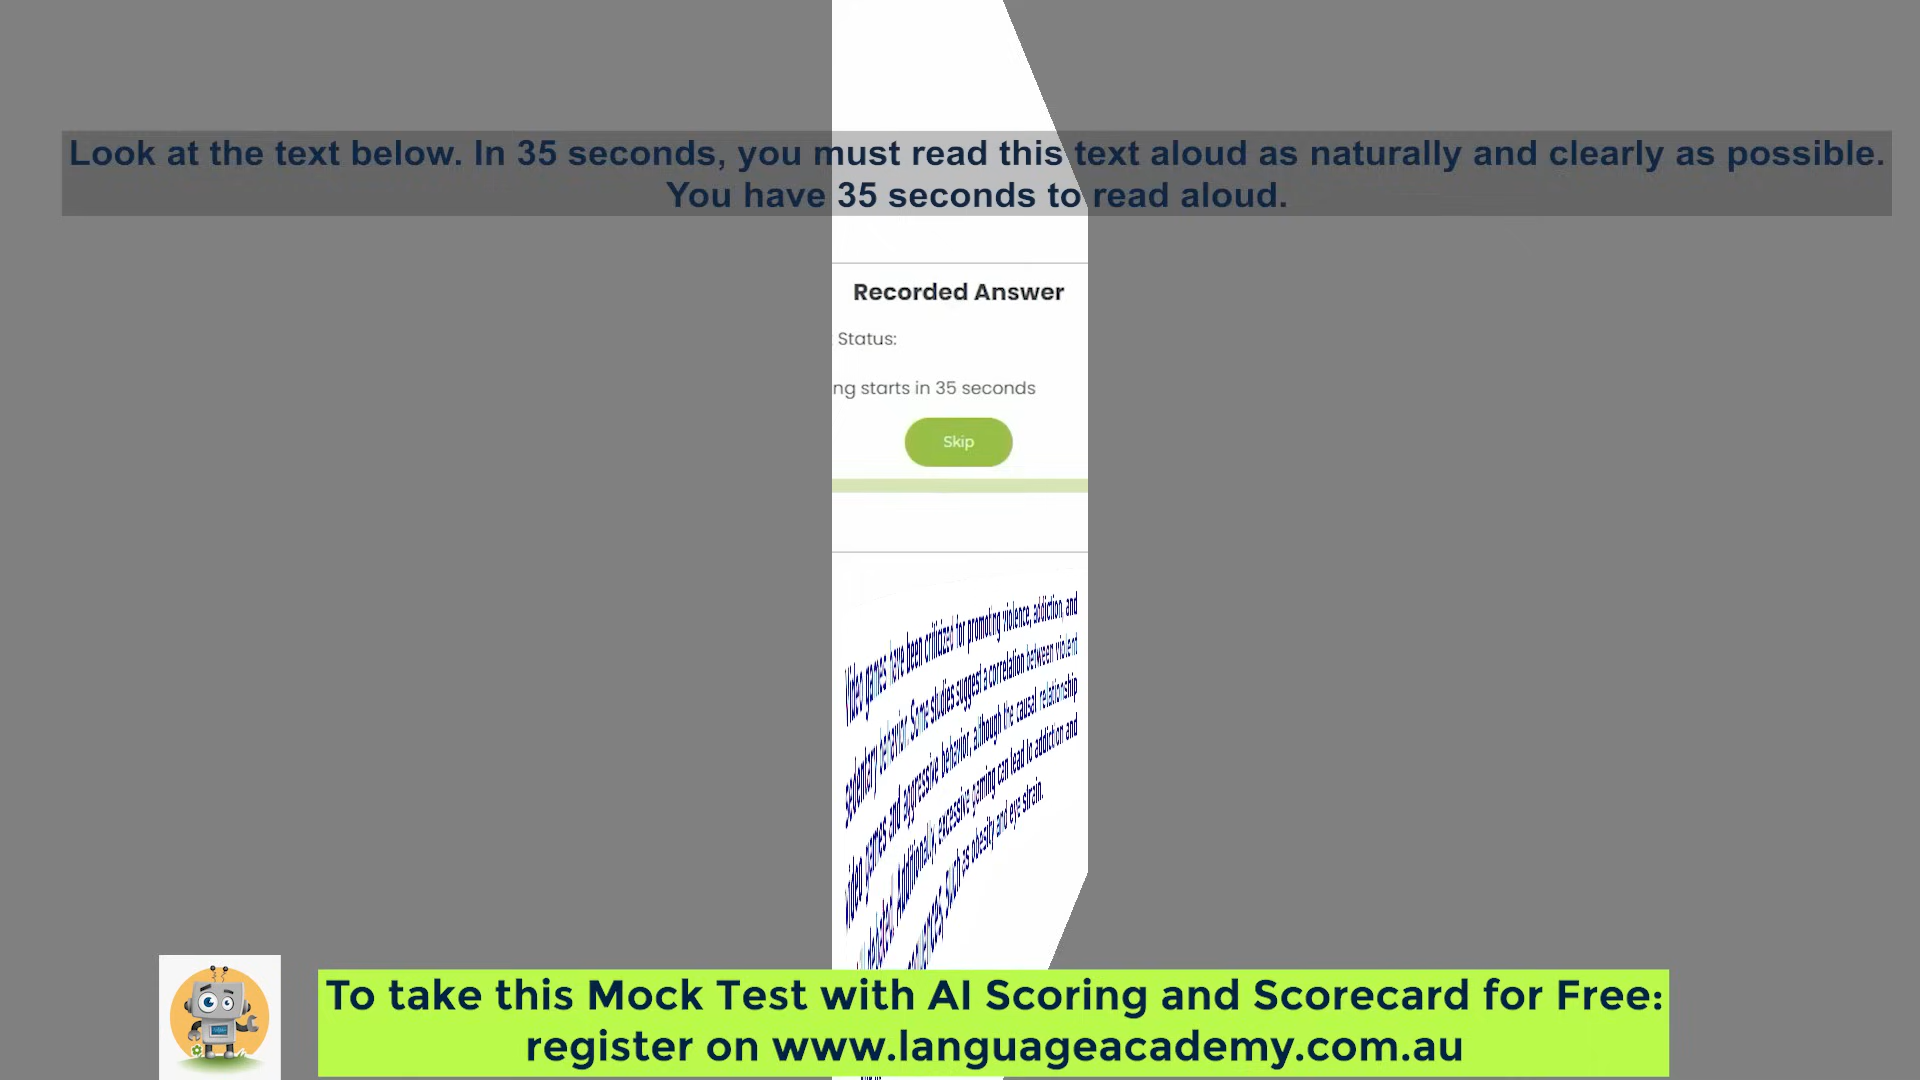 Look at the text below. In 35 seconds, you must read this text aloud as naturally and clearly as possible.
You have 35 seconds to read aloud.
Recorded Answer
Status:
ng starts in 35 seconds
Skip
Video games have been criticized for promoting violence, addiction, and
sedentary behavior. Some studies suggest a correlation between violent
video games and aggressive behavior, although the causal relationship
debated. Additionally, excessive gaming can lead to addiction and
such as obesity and eye strain.
To take this Mock Test with AI Scoring and Scorecard for Free:
register on www.languageacademy.com.au